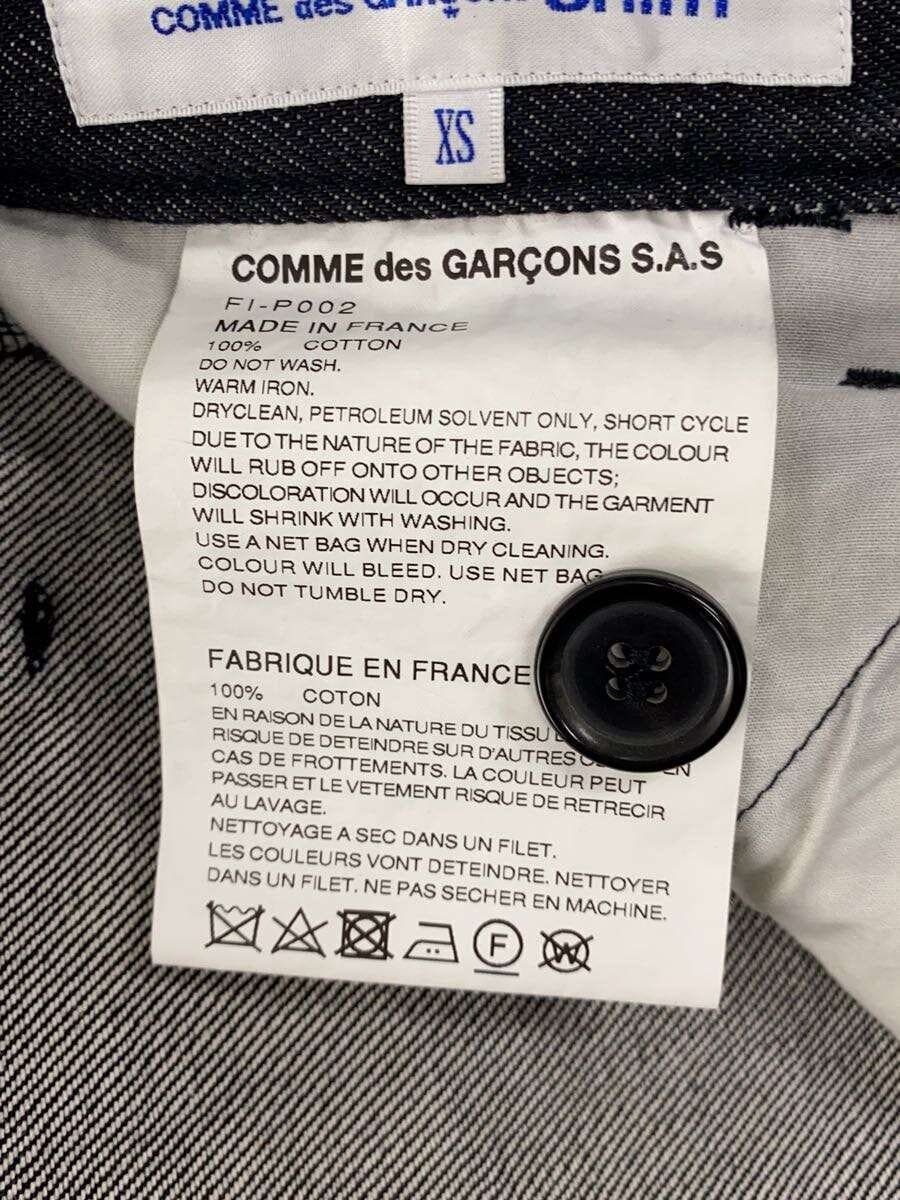 COMME des GARÇONS SHIRT
XS
COMME des GARÇONS S.A.S
FI-P002
MADE IN FRANCE
100% COTTON
DO NOT WASH.
WARM IRON.
DRYCLEAN, PETROLEUM SOLVENT ONLY, SHORT CYCLE
DUE TO THE NATURE OF THE FABRIC, THE COLOUR
WILL RUB OFF ONTO OTHER OBJECTS;
DISCOLORATION WILL OCCUR AND THE GARMENT
WILL SHRINK WITH WASHING.
USE A NET BAG WHEN DRY CLEANING.
COLOUR WILL BLEED. USE NET BAG
DO NOT TUMBLE DRY.
FABRIQUE EN FRANCE
100% COTON
EN RAISON DE LA NATURE DU TISSU
RISQUE DE DETEINDRE SUR D'AUTRES EN
CAS DE FROTTEMENTS. LA COULEUR PEUT
PASSER ET LE VETEMENT RISQUE DE RETRECIR
AU LAVAGE.
NETTOYAGE A SEC DANS UN FILET.
LES COULEURS VONT DETEINDRE. NETTOYER
DANS UN FILET. NE PAS SECHER EN MACHINE.
F W